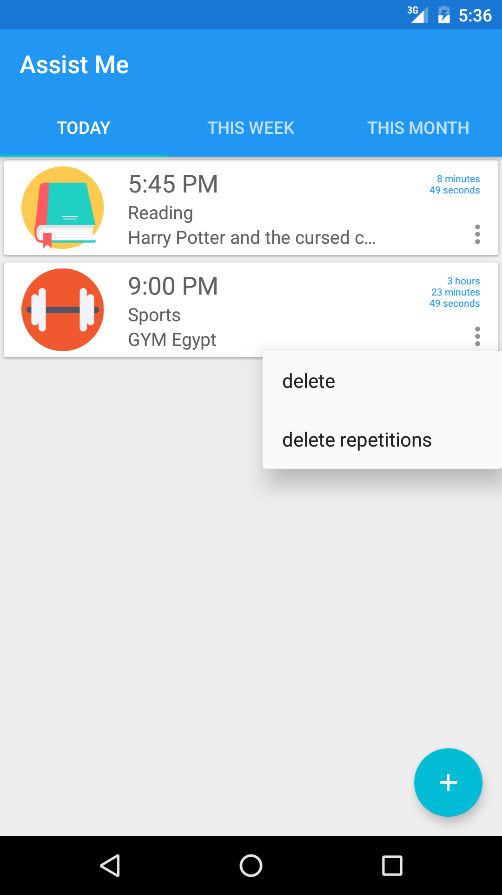 3G 5:36
Assist Me
TODAY THIS WEEK THIS MONTH
5:45 PM
8 minutes
49 seconds
Reading
Harry Potter and the cursed c...
9:00 PM
3 hours
23 minutes
49 seconds
Sports
GYM Egypt
delete
delete repetitions